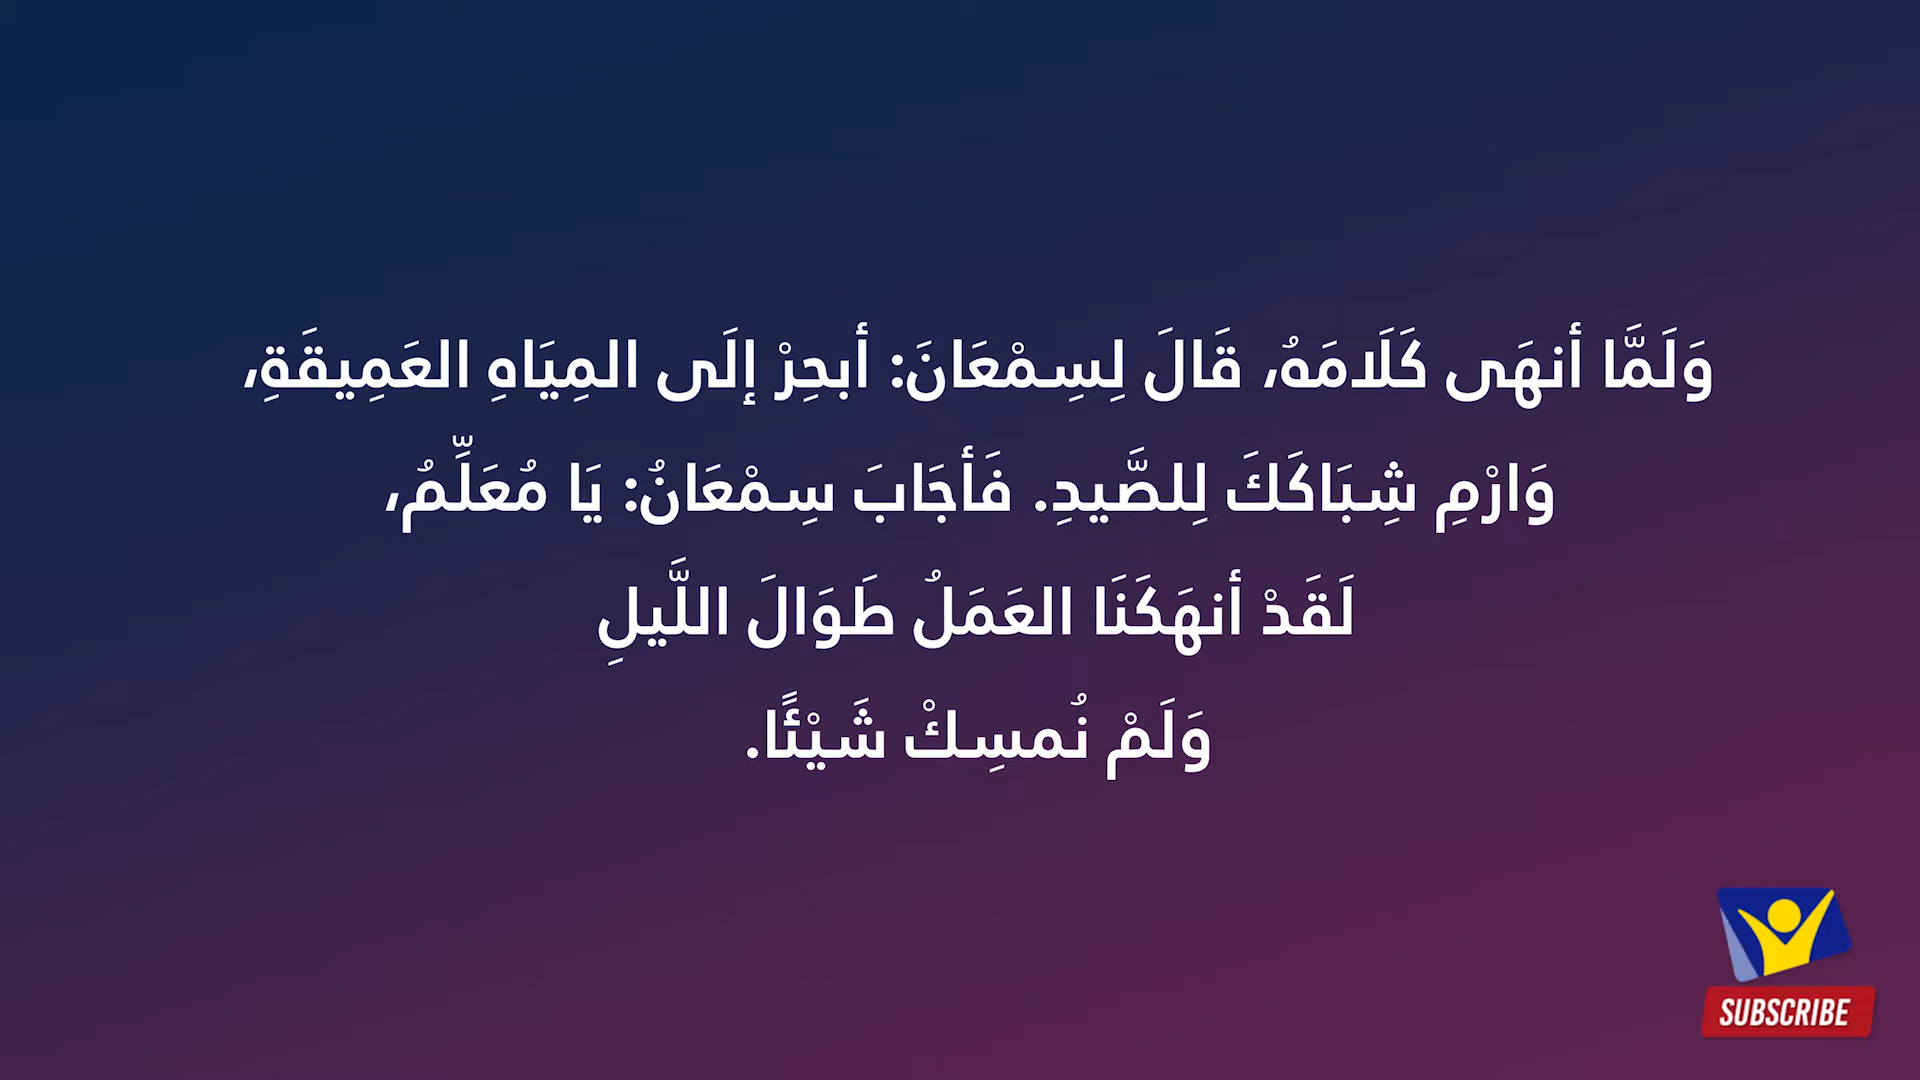 وَلَمَّا أنهَى كَلَامَهُ، قَالَ لِسِمْعَانَ: أبحِرْ إلَى المِيَاهِ العَمِيقَةِ،
وَارْمِ شِبَاكَكَ لِلصَّيدِ. فَأجَابَ سِمْعَانُ: يَا مُعَلِّمُ،
لَقَدْ أنهَكَنَا العَمَلُ طَوَالَ اللَّيلِ
وَلَمْ نُمسِكْ شَيْئًا.
SUBSCRIBE